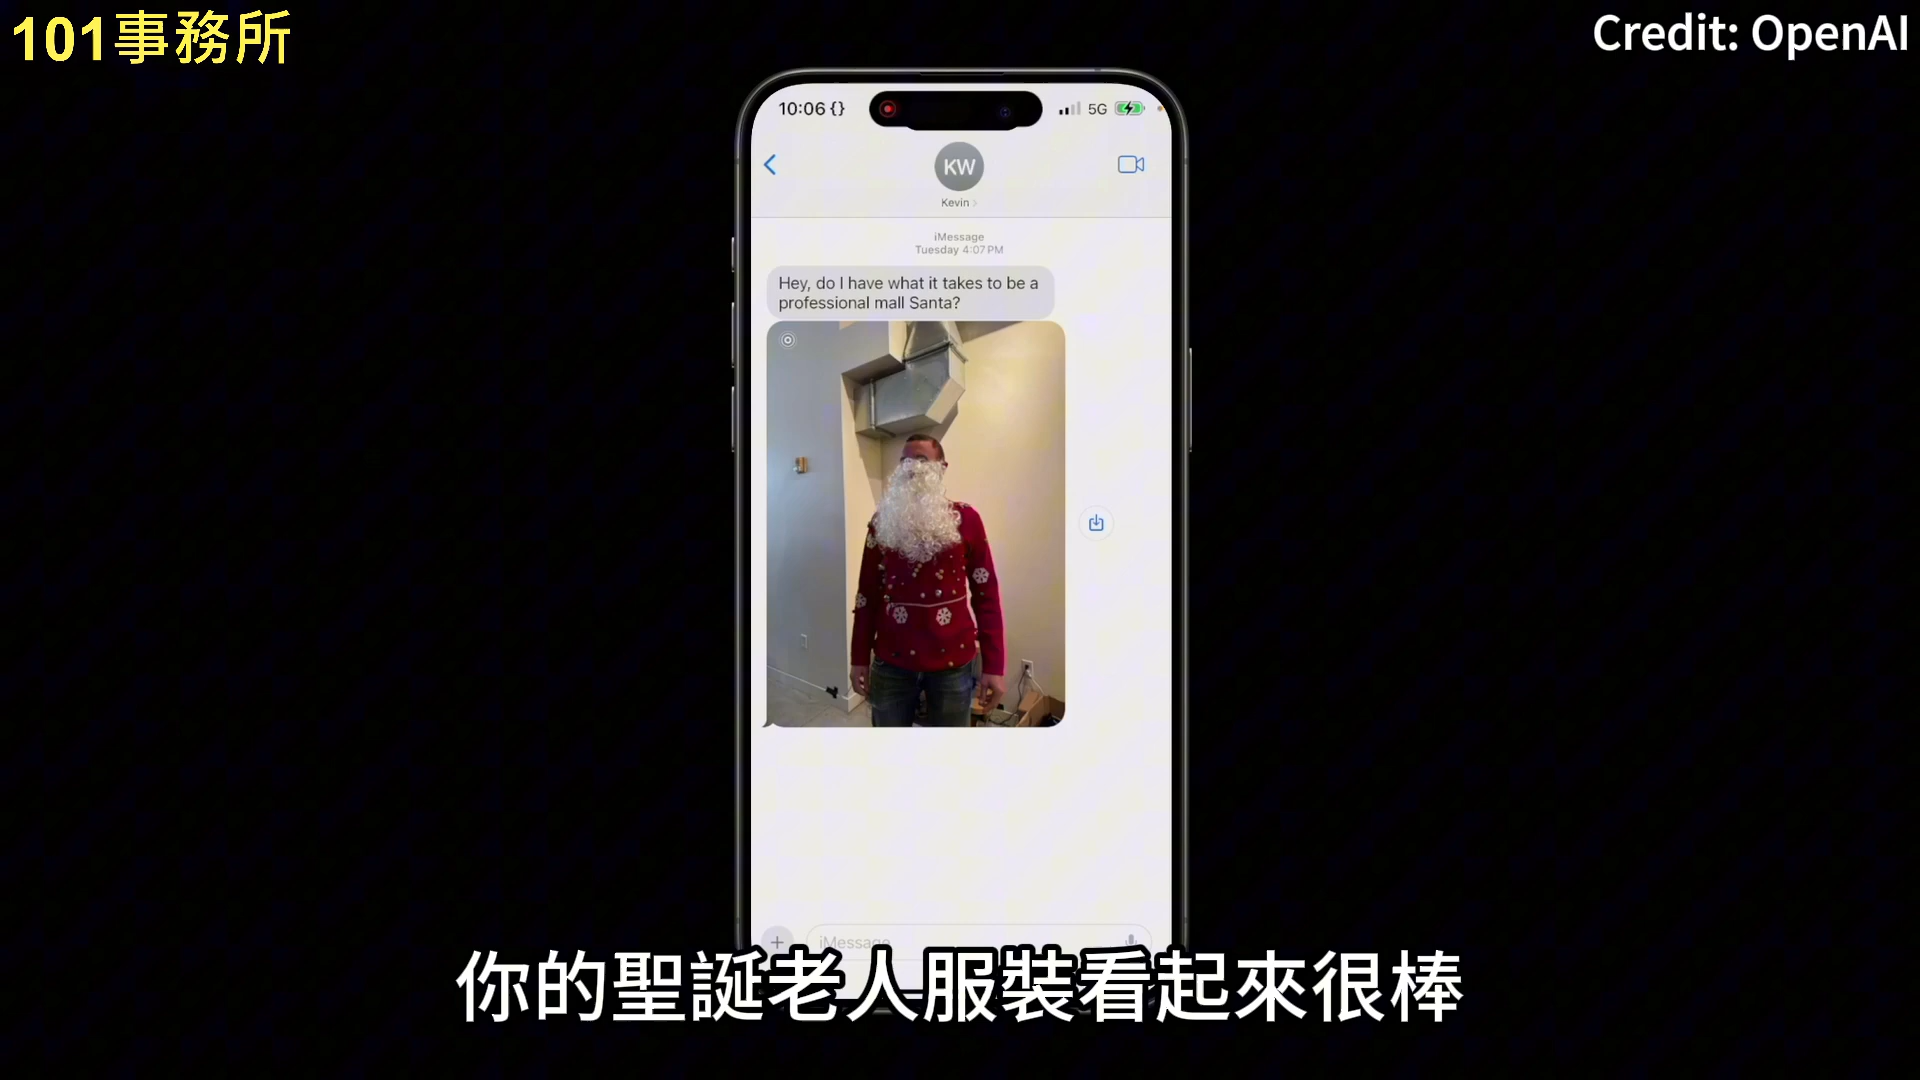 101事務所
Credit: OpenAI
10:06 {}
5G
KW
Kevin
iMessage
Tuesday 4:07 PM
Hey, do I have what it takes to be a
professional mall Santa?
iMessage
你的聖誕老人服裝看起來很棒